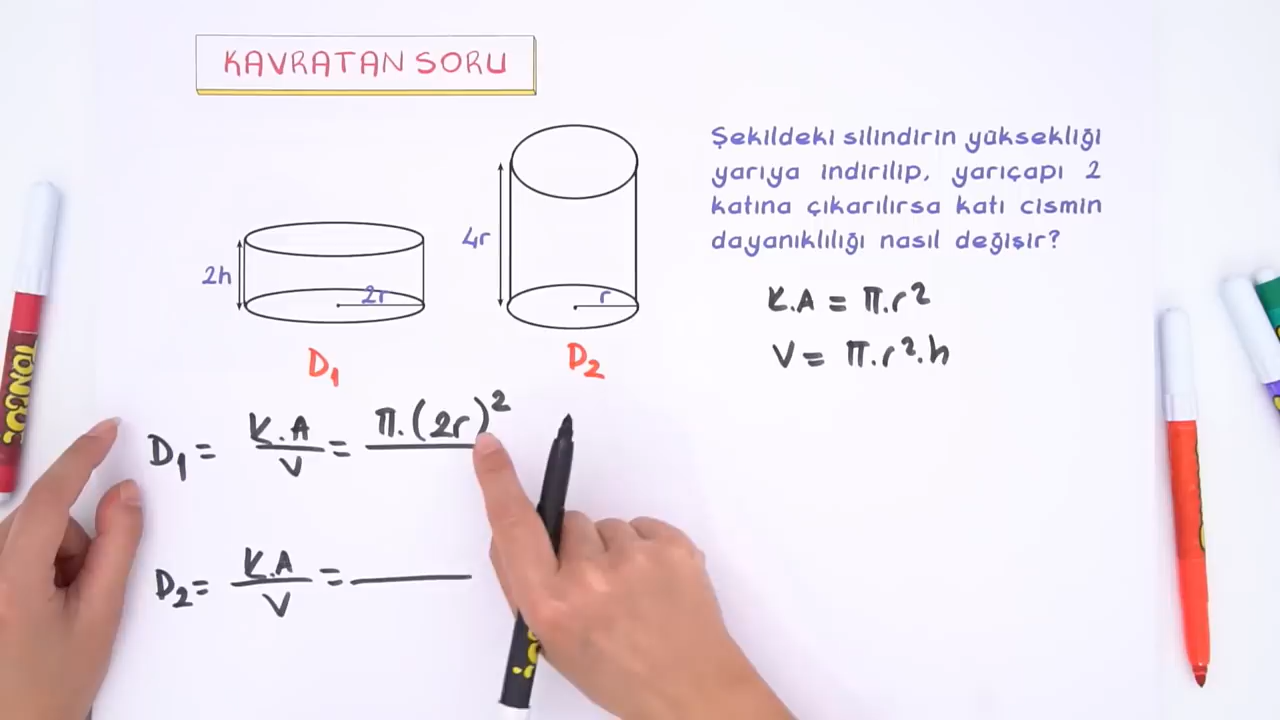 KAVRATAN SORU
Şekildeki silindirin yüksekliği
yarıya indirilip, yarıçapı 2
katına çıkarılırsa katı cismin
dayanıklılığı nasıl değişir?
K.A = π.r²
V = π.r².h
2h
2r
4r
r
D₁
D₂
D₁ = K.A / V = π.(2r)²
D₂ = K.A / V =
TONGUÇ